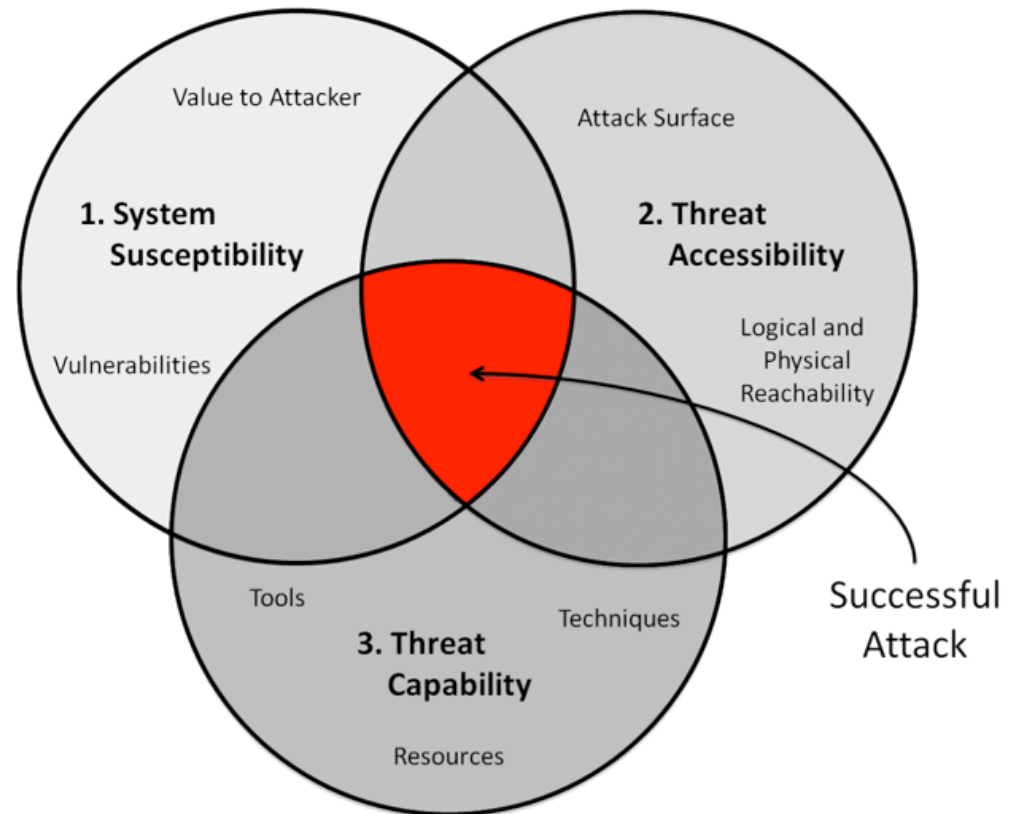 Value to Attacker
Attack Surface
1. System
Susceptibility
2. Threat
Accessibility
Vulnerabilities
Logical and
Physical
Reachability
Tools
Techniques
3. Threat
Capability
Resources
Successful
Attack